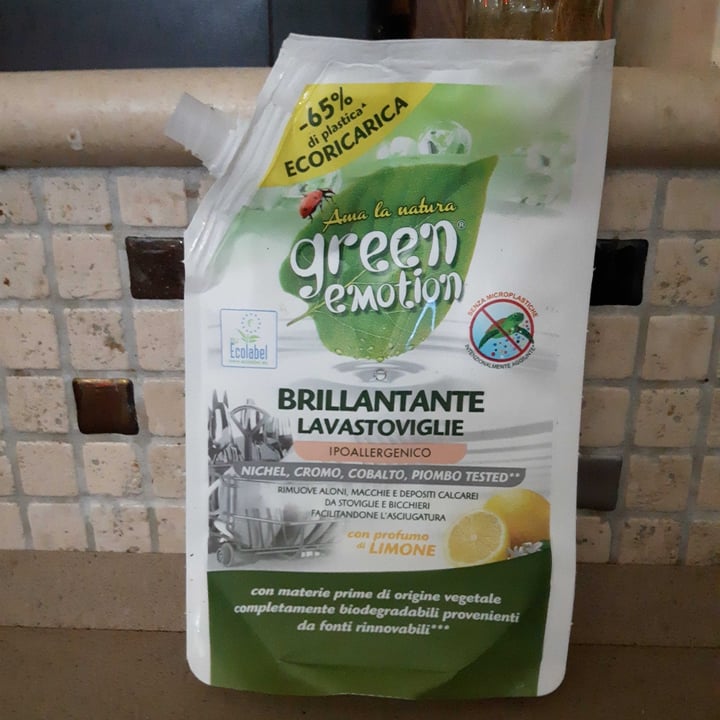 -65%
di plastica*
ECORICARICA
Ama la natura
green®
emotion
Ecolabel
SENZA MICROPLASTICHE
INTENZIONALMENTE AGGIUNTE
BRILLANTANTE
LAVASTOVIGLIE
IPOALLERGENICO
NICHEL, CROMO, COBALTO, PIOMBO TESTED**
RIMUOVE ALONI, MACCHIE E DEPOSITI CALCAREI
DA STOVIGLIE E BICCHIERI
FACILITANDONE L'ASCIUGATURA
con profumo
di LIMONE
con materie prime di origine vegetale
completamente biodegradabili provenienti
da fonti rinnovabili***